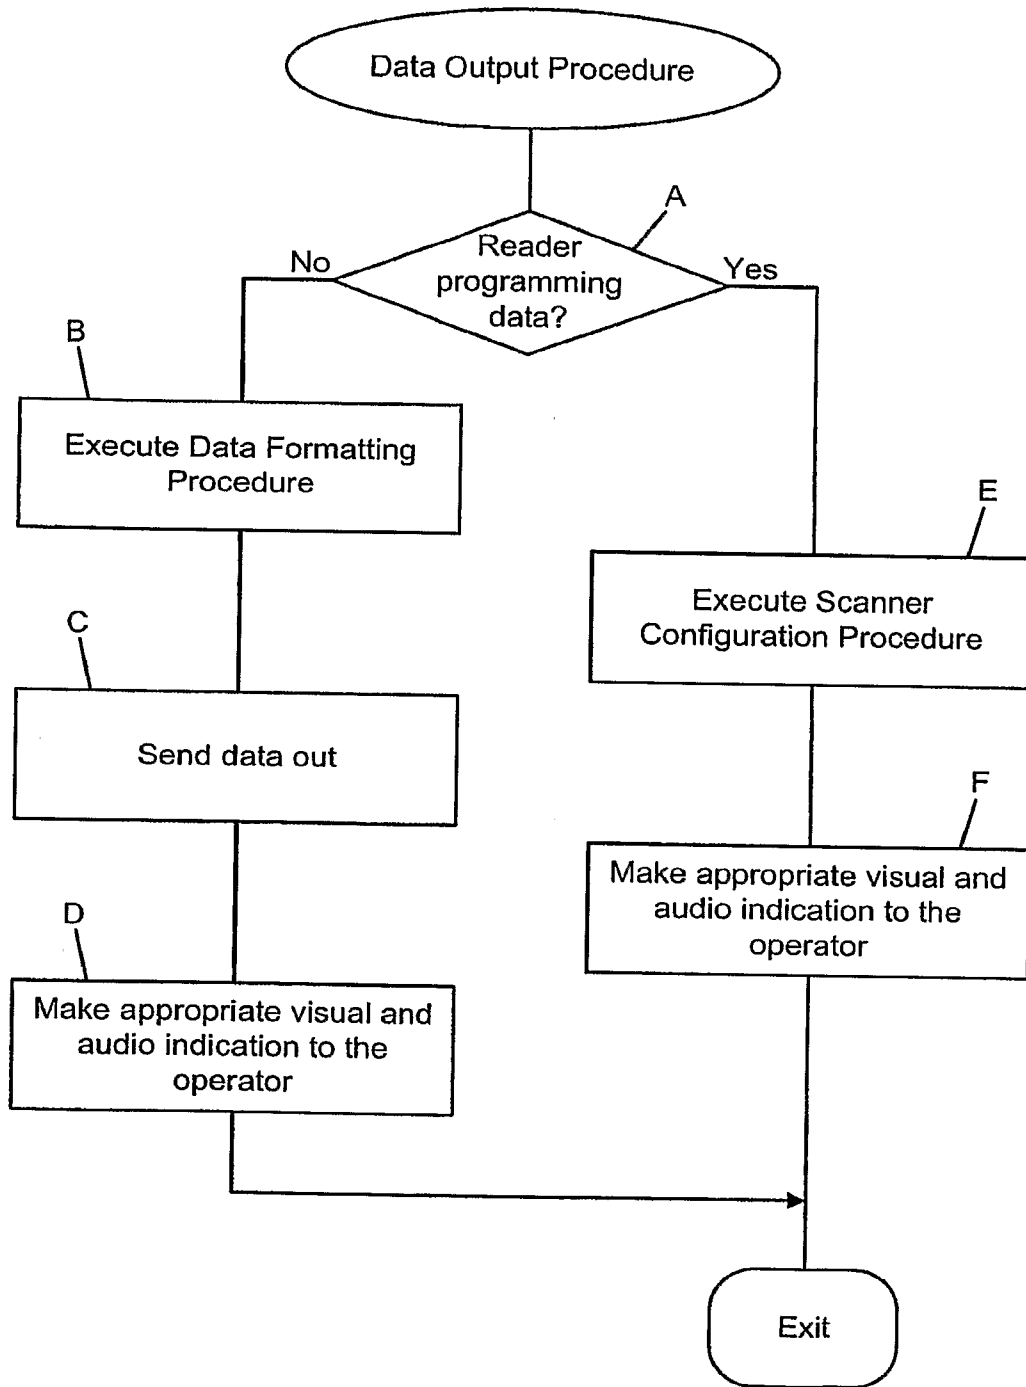 Data Output Procedure
A
Reader
programming
data?
No
Yes
B
Execute Data Formatting
Procedure
E
Execute Scanner
Configuration Procedure
C
Send data out
F
Make appropriate visual and
audio indication to the
operator
D
Make appropriate visual and
audio indication to the
operator
Exit